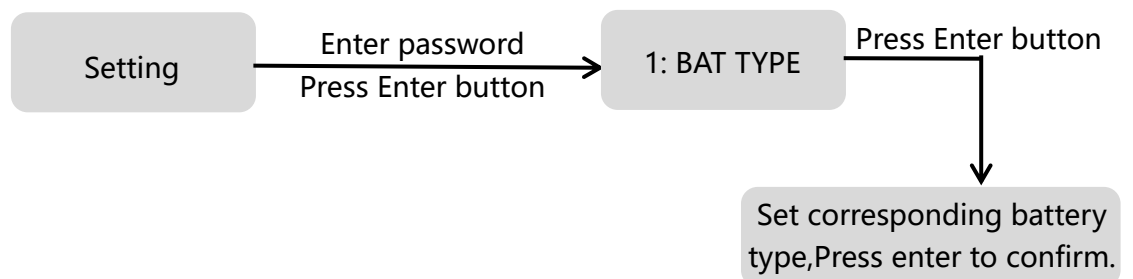 Setting
Enter password
Press Enter button
1: BAT TYPE
Press Enter button
Set corresponding battery
type,Press enter to confirm.